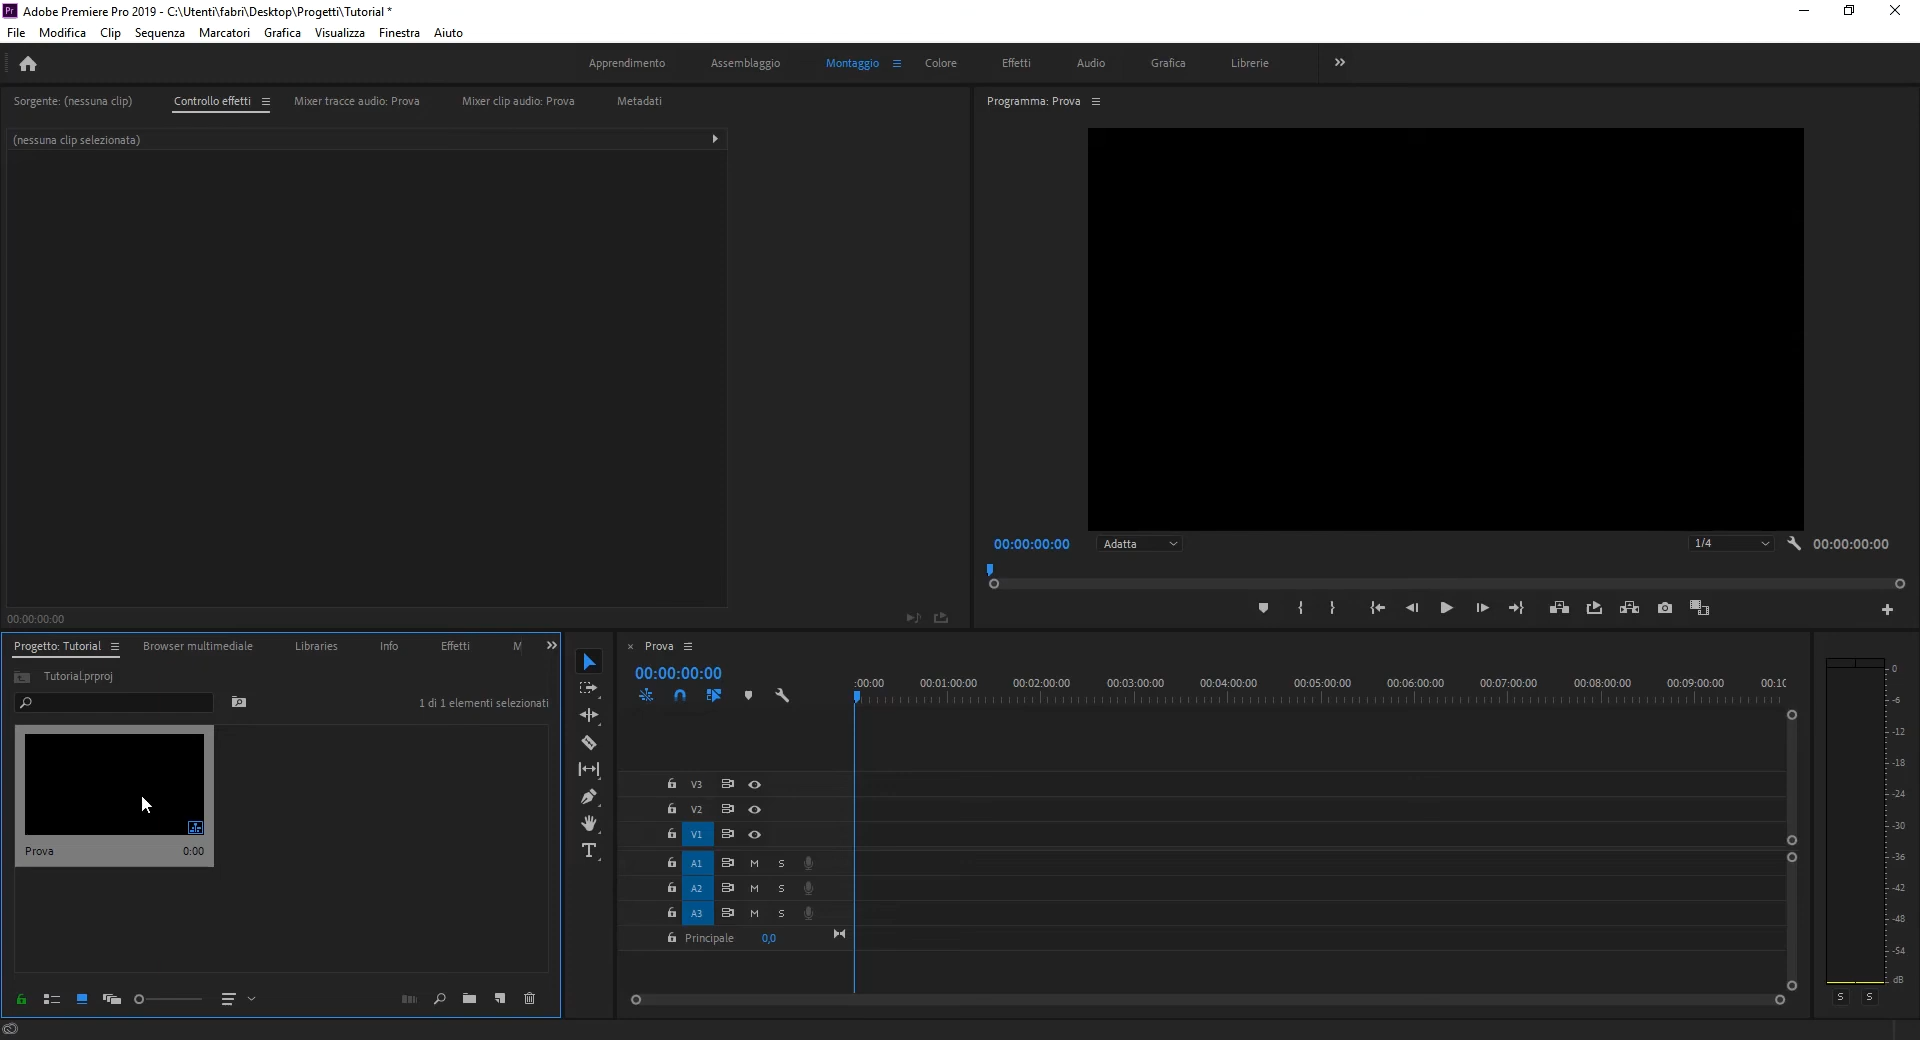 Pr Adobe Premiere Pro 2019 - C:\Utenti\fabri\Desktop\Progetti\Tutorial *
File Modifica Clip Sequenza Marcatori Grafica Visualizza Finestra Aiuto
Apprendimento Assemblaggio Montaggio Colore Effetti Audio Grafica Librerie
Sorgente: (nessuna clip) Controllo effetti Mixer tracce audio: Prova Mixer clip audio: Prova Metadati
Programma: Prova
(nessuna clip selezionata)
00:00:00:00 Adatta 1/4 00:00:00:00
00:00:00:00
Progetto: Tutorial Browser multimediale Libraries Info Effetti M
Tutorial.prproj
1 di 1 elementi selezionati
Prova 0:00
Prova
00:00:00:00
:00:00 00:01:00:00 00:02:00:00 00:03:00:00 00:04:00:00 00:05:00:00 00:06:00:00 00:07:00:00 00:08:00:00 00:09:00:00 00:10
V3
V2
V1
A1 M S
A2 M S
A3 M S
Principale 0,0
0
-6
-12
-18
-24
-30
-36
-42
-48
-54
dB
S S